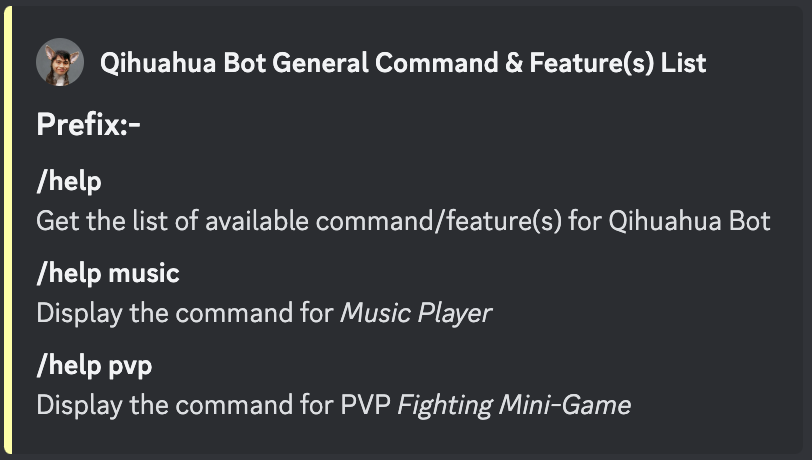 Qihuahua Bot General Command & Feature(s) List
Prefix:-
/help
Get the list of available command/feature(s) for Qihuahua Bot
/help music
Display the command for Music Player
/help pvp
Display the command for PVP Fighting Mini-Game